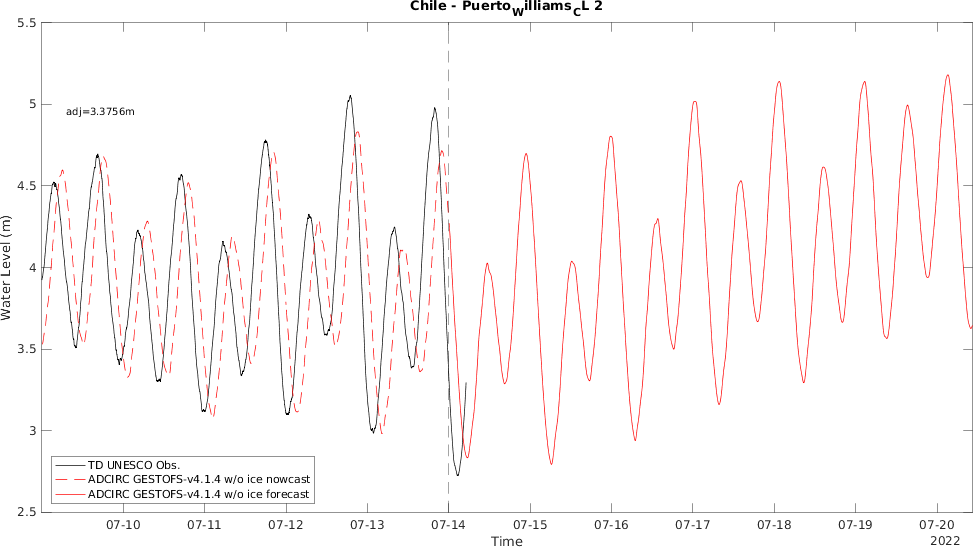 Chile - PuertoWilliamsCL 2
5.5
5
4.5
4
3.5
3
2.5
Water Level (m)
adj=3.3756m
TD UNESCO Obs.
ADCIRC GESTOFS-v4.1.4 w/o ice nowcast
ADCIRC GESTOFS-v4.1.4 w/o ice forecast
07-10 07-11 07-12 07-13 07-14 07-15 07-16 07-17 07-18 07-19 07-20
Time
2022